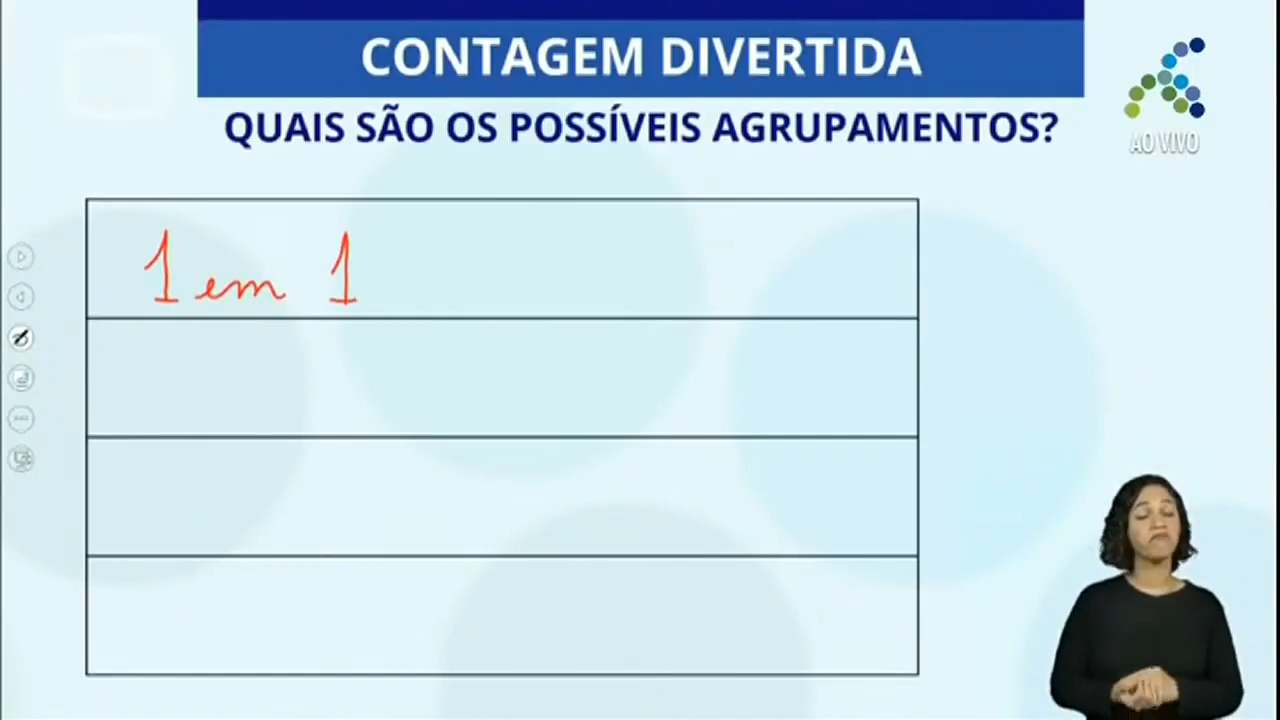 CONTAGEM DIVERTIDA
QUAIS SÃO OS POSSÍVEIS AGRUPAMENTOS?
AO VIVO
1 em 1